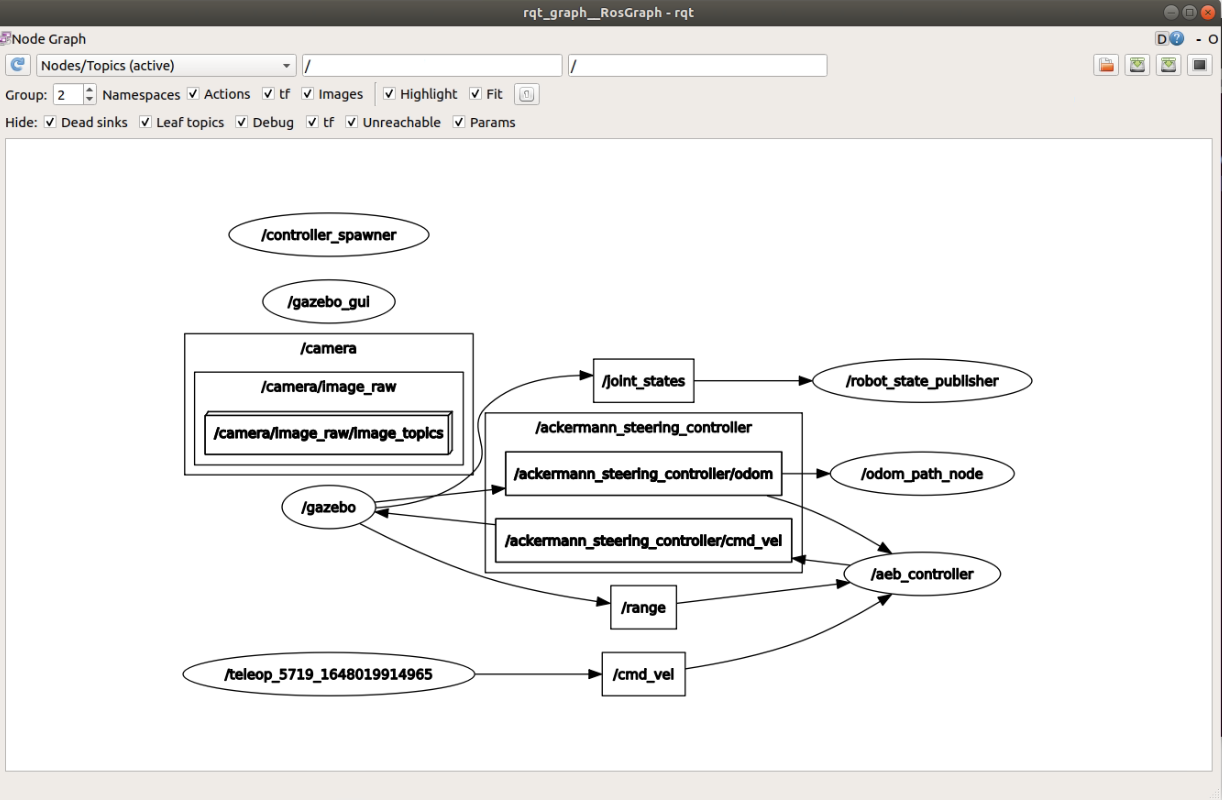 rqt_graph__RosGraph - rqt
Node Graph
D ? - O
Nodes/Topics (active) / /
Group: 2 Namespaces Actions tf Images Highlight Fit
Hide: Dead sinks Leaf topics Debug tf Unreachable Params
/controller_spawner
/gazebo_gui
/camera
/camera/image_raw
/camera/image_raw/image_topics
/joint_states
/robot_state_publisher
/ackermann_steering_controller
/ackermann_steering_controller/odom
/odom_path_node
/gazebo
/ackermann_steering_controller/cmd_vel
/aeb_controller
/range
/teleop_5719_1648019914965
/cmd_vel